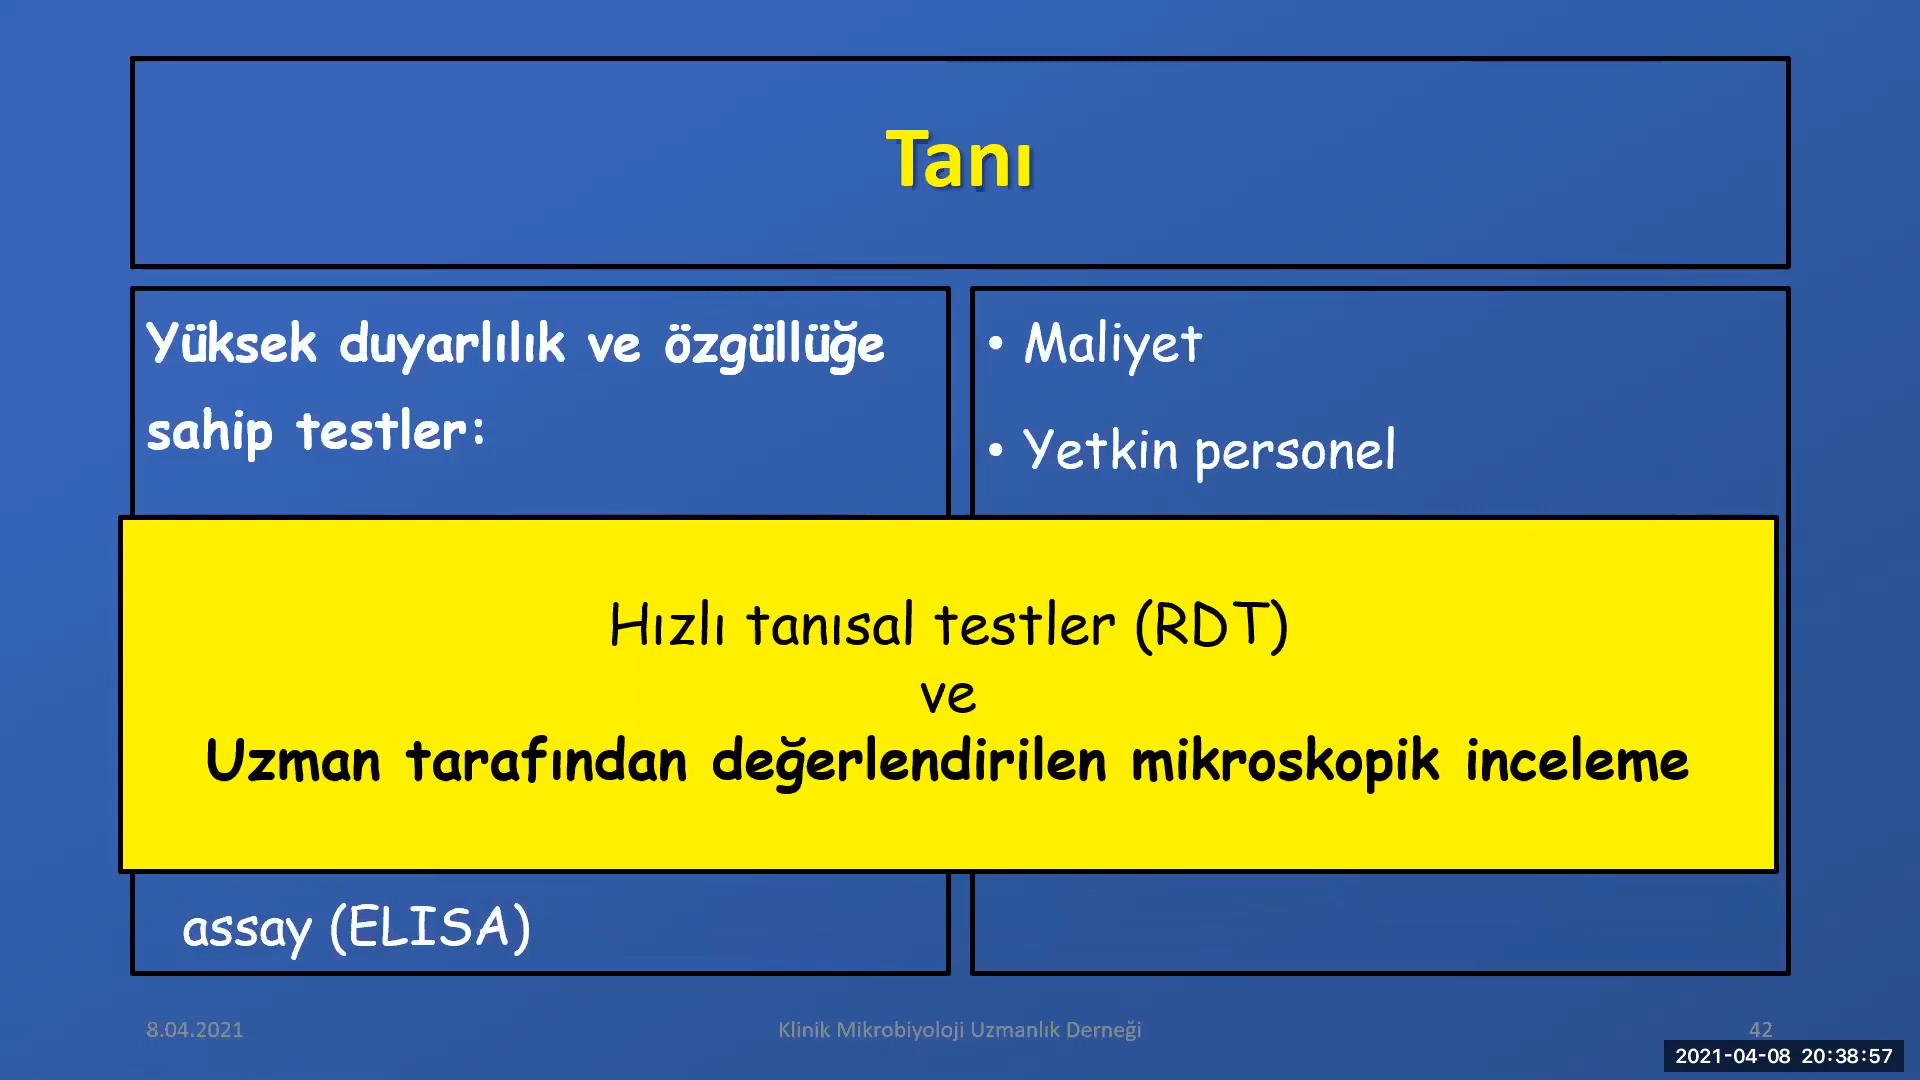 Tanı
Yüksek duyarlılık ve özgüllüğe
sahip testler:
• Maliyet
• Yetkin personel
Hızlı tanısal testler (RDT)
ve
Uzman tarafından değerlendirilen mikroskopik inceleme
assay (ELISA)
8.04.2021
Klinik Mikrobiyoloji Uzmanlık Derneği
42
2021-04-08 20:38:57